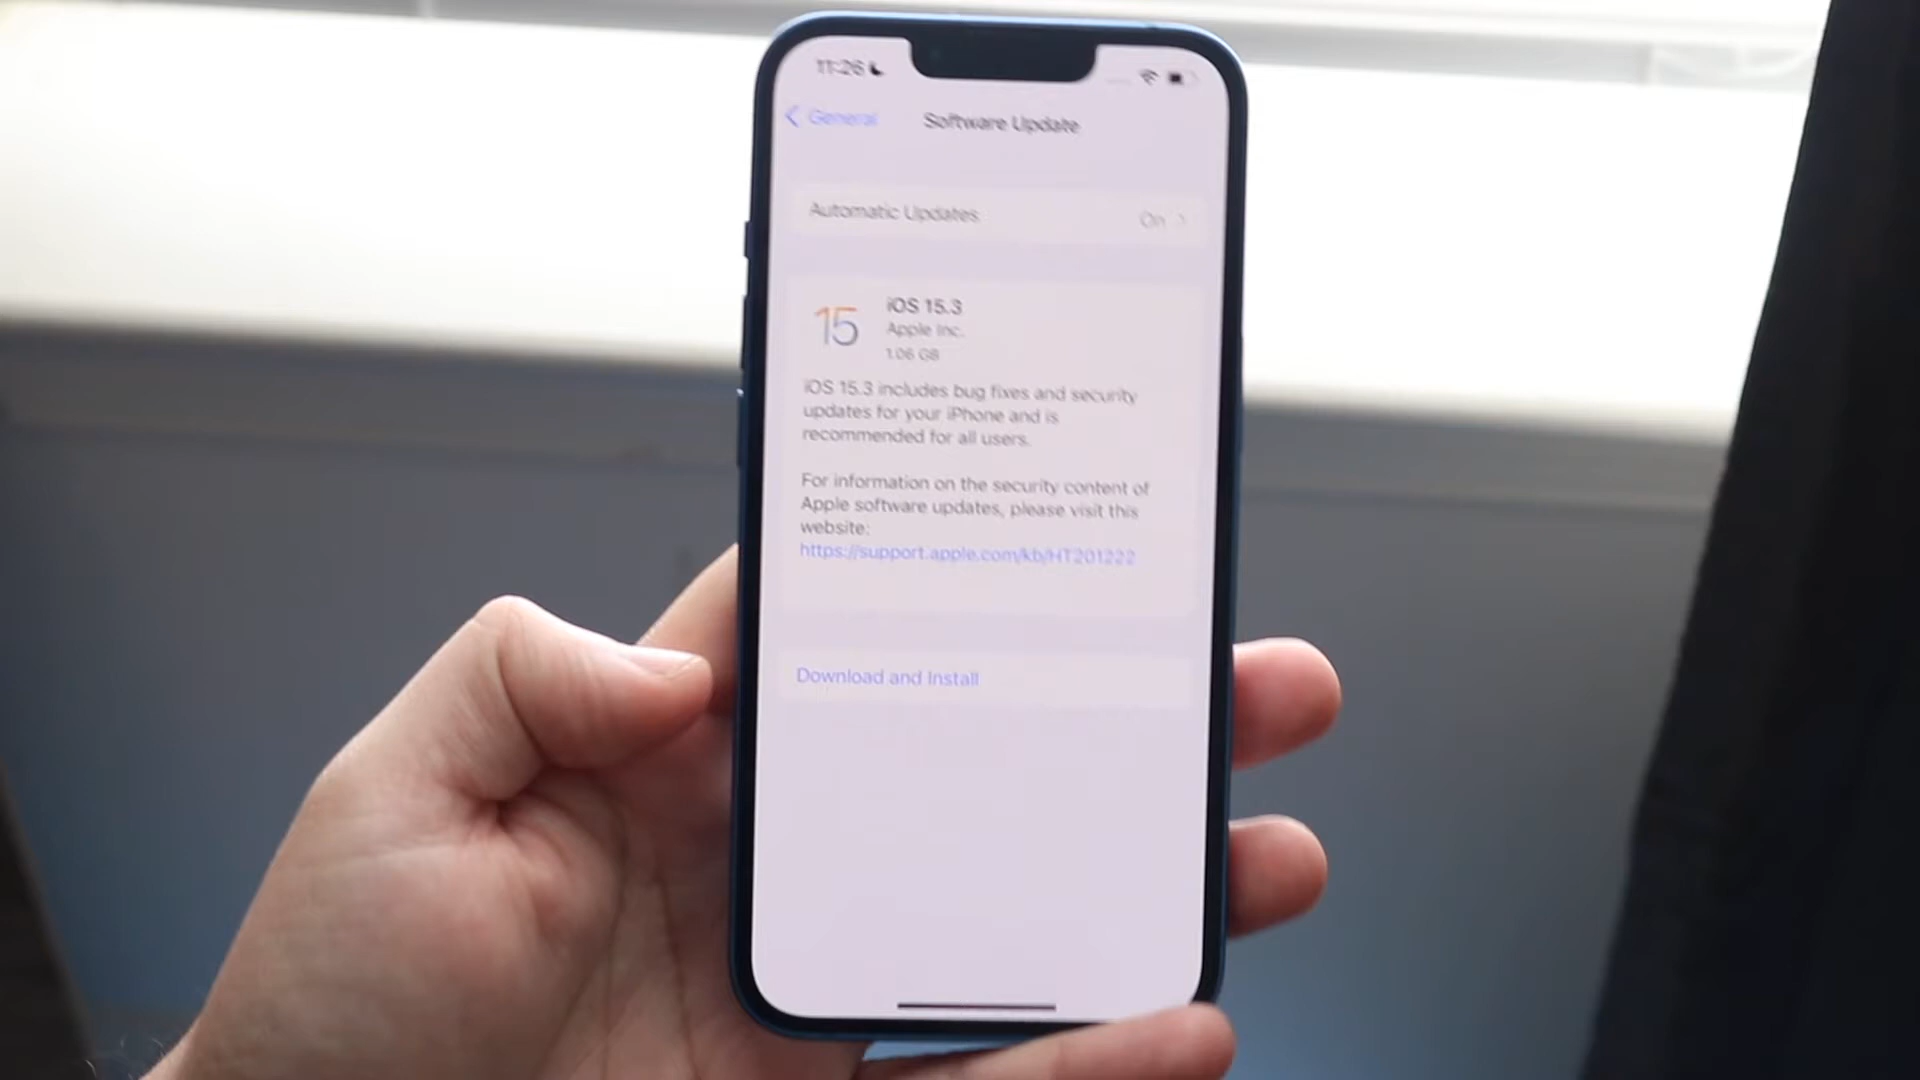 11:26
General
Software Update
Automatic Updates
On
15
iOS 15.3
Apple Inc.
1.06 GB
iOS 15.3 includes bug fixes and security
updates for your iPhone and is
recommended for all users.
For information on the security content of
Apple software updates, please visit this
website:
https://support.apple.com/kb/HT201222
Download and Install